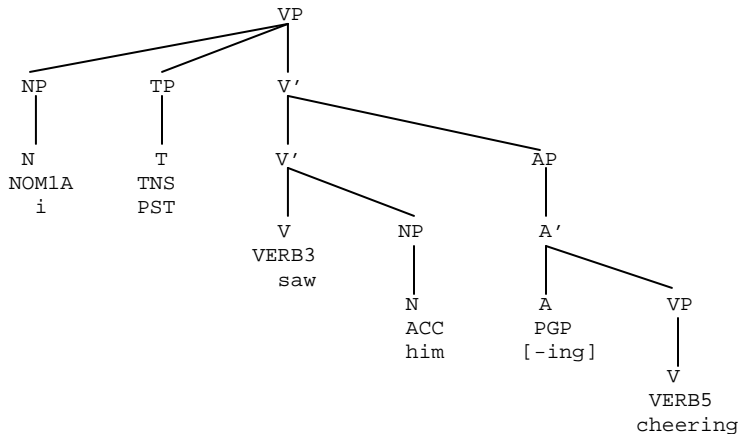 VP
NP TP V'
N T V' AP
NOM1A TNS
i PST
V NP A'
VERB3
saw
N A VP
ACC PGP
him [-ing]
V
VERB5
cheering